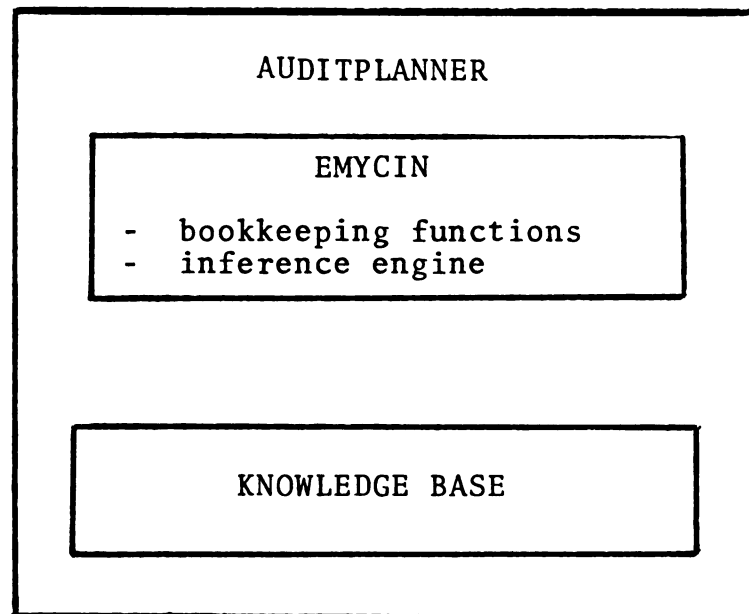 AUDITPLANNER
EMYCIN
- bookkeeping functions
- inference engine
KNOWLEDGE BASE